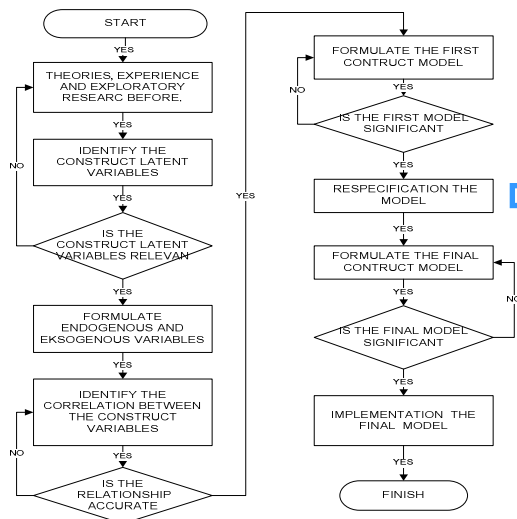 START
YES
THEORIES, EXPERIENCE
AND EXPLORATORY
RESEARC BEFORE.
YES
IDENTIFY THE
CONSTRUCT LATENT
VARIABLES
NO
YES
IS THE
CONSTRUCT LATENT
VARIABLES RELEVAN
YES
FORMULATE
ENDOGENOUS AND
EKSOGENOUS VARIABLES
YES
IDENTIFY THE
CORRELATION BETWEEN
THE CONSTRUCT
VARIABLES
NO
YES
IS THE
RELATIONSHIP
ACCURATE
YES
FORMULATE THE FIRST
CONTRUCT MODEL
NO
YES
IS THE FIRST MODEL
SIGNIFICANT
YES
RESPECIFICATION THE
MODEL
YES
FORMULATE THE FINAL
CONTRUCT MODEL
YES
NO
IS THE FINAL MODEL
SIGNIFICANT
YES
IMPLEMENTATION THE
FINAL MODEL
YES
FINISH